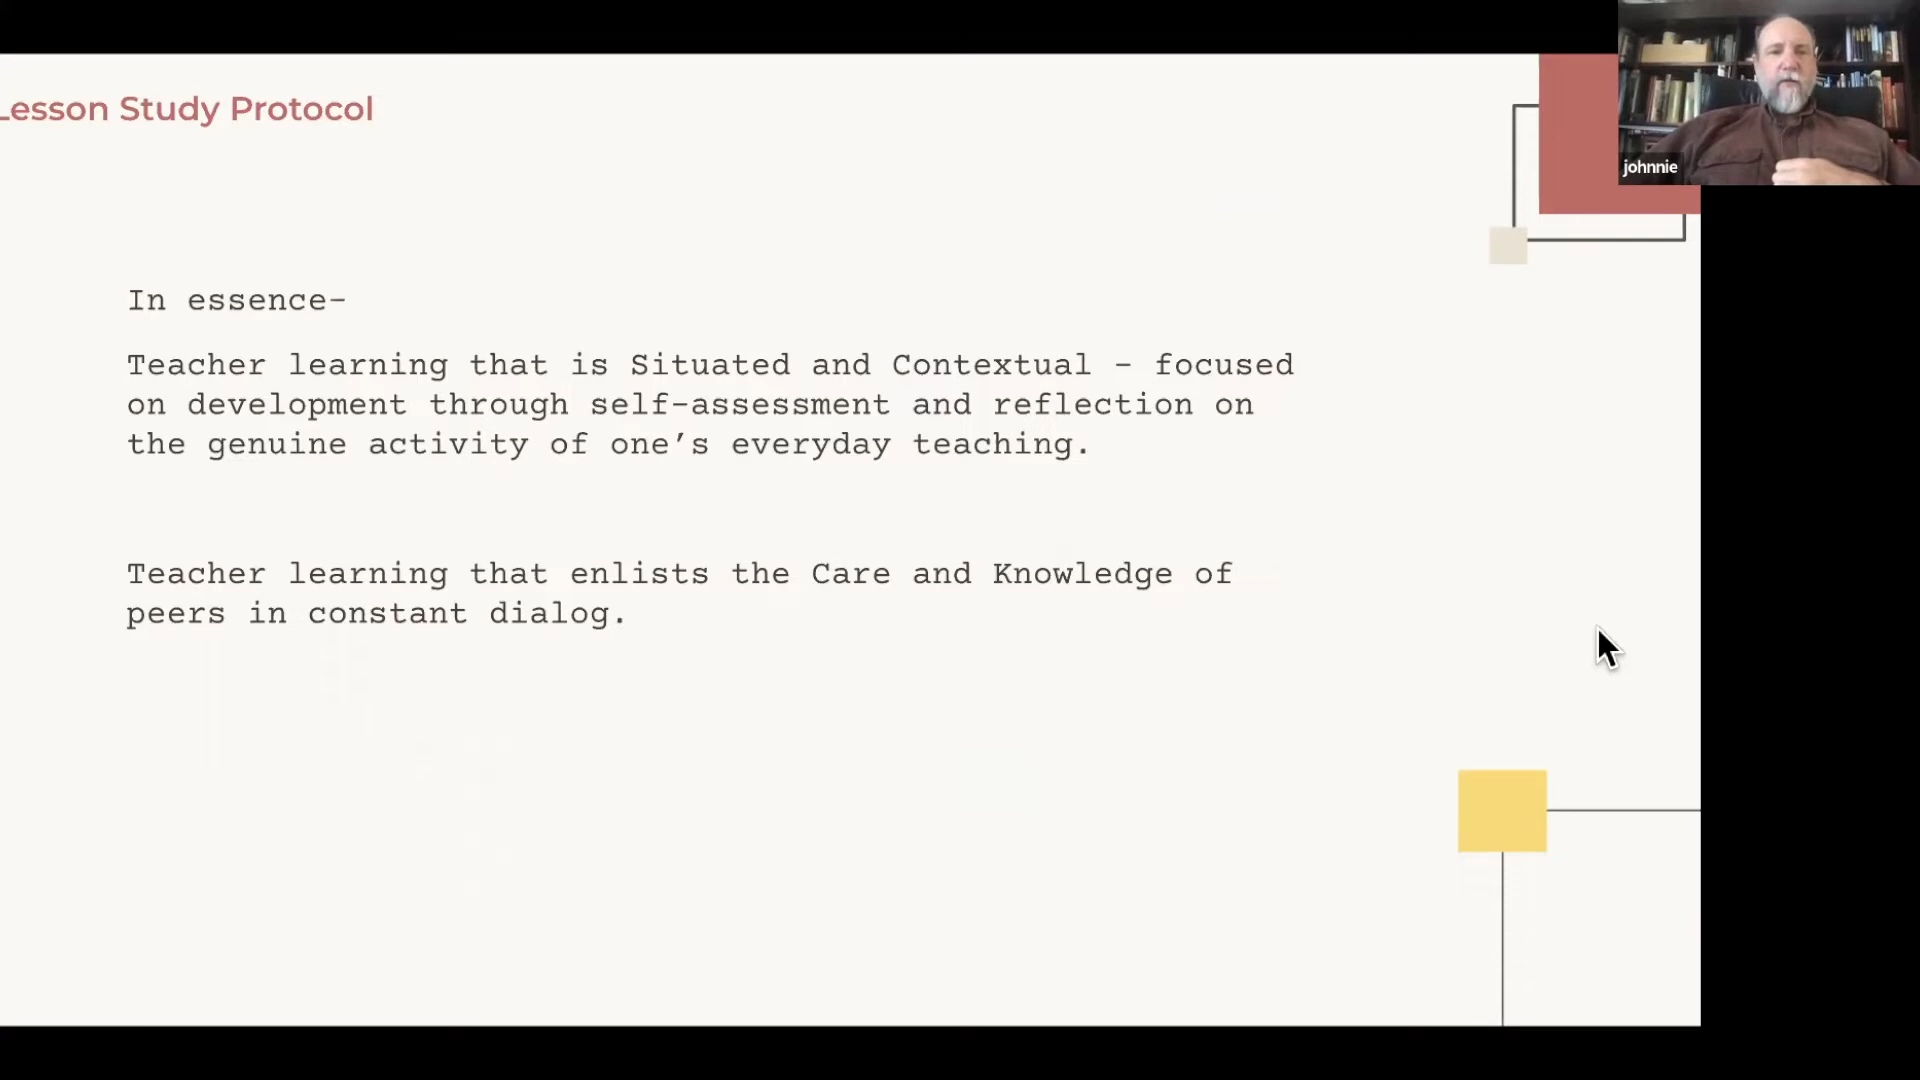 Lesson Study Protocol
johnnie
In essence-
Teacher learning that is Situated and Contextual - focused
on development through self-assessment and reflection on
the genuine activity of one’s everyday teaching.
Teacher learning that enlists the Care and Knowledge of
peers in constant dialog.